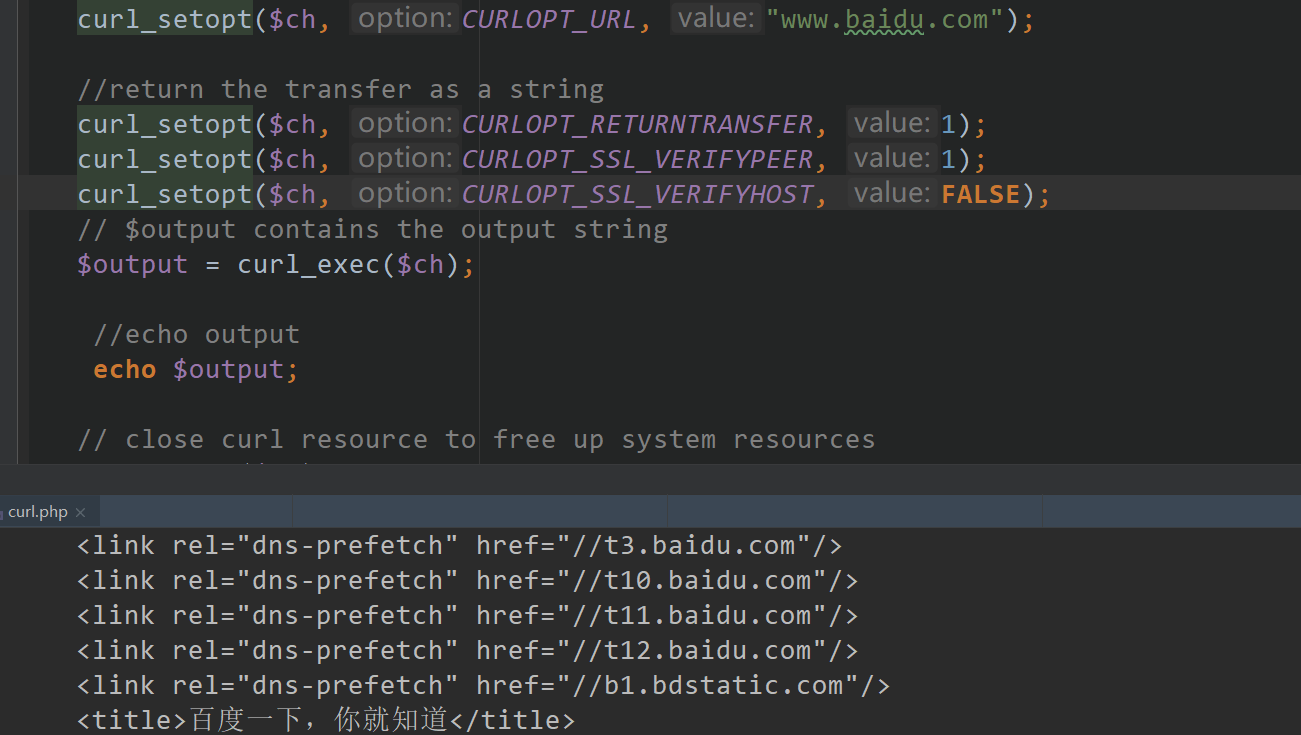 curl_setopt($ch, option: CURLOPT_URL, value: "www.baidu.com");
//return the transfer as a string
curl_setopt($ch, option: CURLOPT_RETURNTRANSFER, value: 1);
curl_setopt($ch, option: CURLOPT_SSL_VERIFYPEER, value: 1);
curl_setopt($ch, option: CURLOPT_SSL_VERIFYHOST, value: FALSE);
// $output contains the output string
$output = curl_exec($ch);
//echo output
echo $output;
// close curl resource to free up system resources
curl.php ×
<link rel="dns-prefetch" href="//t3.baidu.com"/>
<link rel="dns-prefetch" href="//t10.baidu.com"/>
<link rel="dns-prefetch" href="//t11.baidu.com"/>
<link rel="dns-prefetch" href="//t12.baidu.com"/>
<link rel="dns-prefetch" href="//b1.bdstatic.com"/>
<title>百度一下，你就知道</title>